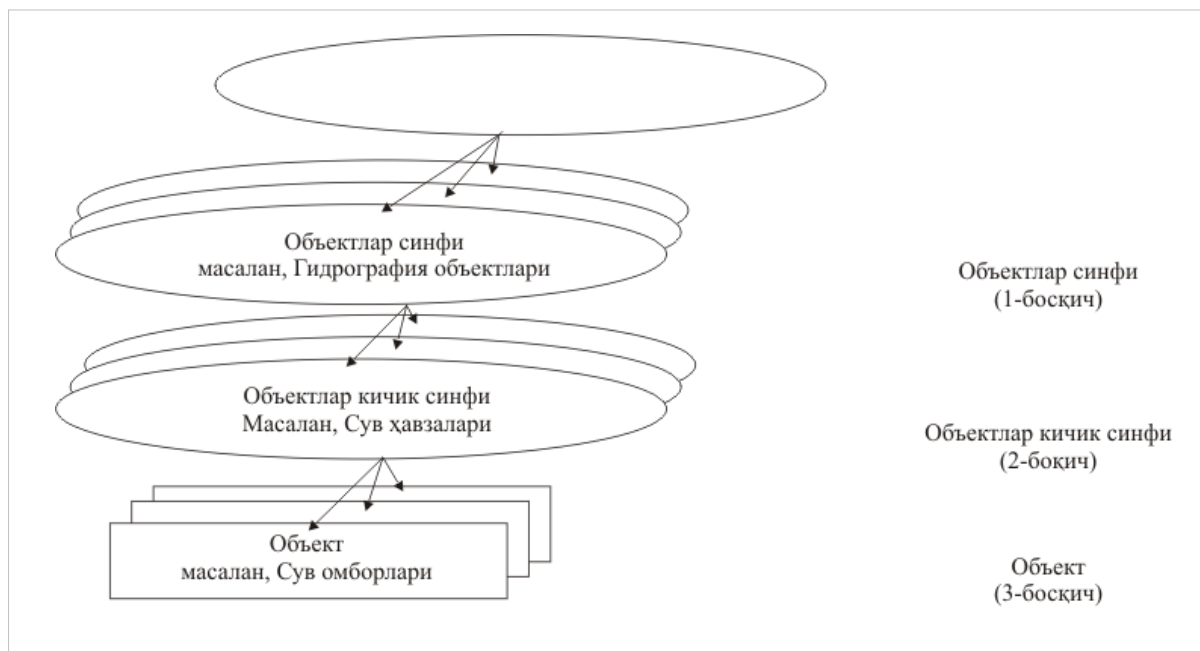 Объектлар синфи
масалан, Гидрография объектлари
Объектлар синфи
(1-босқич)
Объектлар кичик синфи
Масалан, Сув ҳавзалари
Объектлар кичик синфи
(2-боқич)
Объект
масалан, Сув омборлари
Объект
(3-босқич)